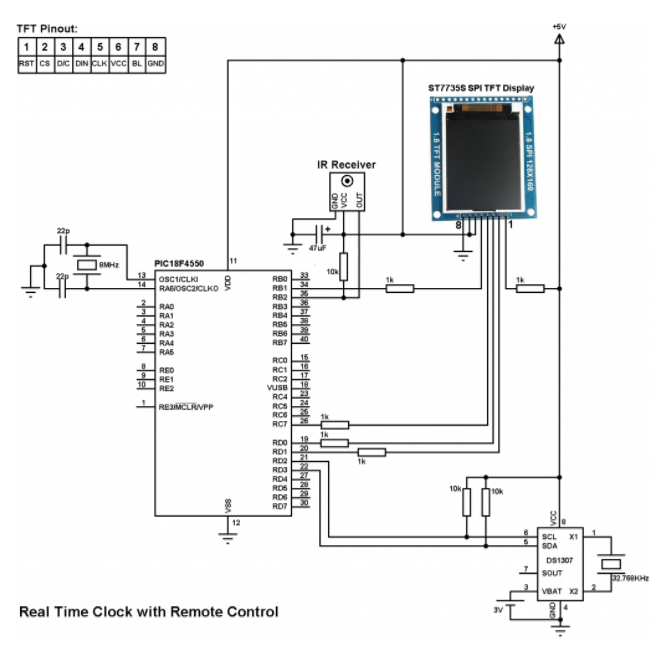 TFT Pinout:
1 2 3 4 5 6 7 8
RST CS D/C DIN CLK VCC BL GND
+5V
ST7735S SPI TFT Display
1.8 TFT MODULE
1.8 SPI 128X160
8 1
IR Receiver
GND
VCC
OUT
+
47uF
10k
22p
22p
8MHz
PIC18F4550
11
VDD
13 OSC1/CLKI
14 RA6/OSC2/CLKO
2 RA0
3 RA1
4 RA2
5 RA3
6 RA4
7 RA5
8 RE0
9 RE1
10 RE2
1 RE3/MCLR/VPP
RB0 33
RB1 34
RB2 35
RB3 36
RB4 37
RB5 38
RB6 39
RB7 40
RC0 15
RC1 16
RC2 17
VUSB 18
RC4 23
RC5 24
RC6 25
RC7 26
RD0 19
RD1 20
RD2 21
RD3 22
RD4 27
RD5 28
RD6 29
RD7 30
VSS
12
1k
1k
1k
1k
1k
10k
10k
VCC
8
6 SCL
5 SDA
X1 1
DS1307
7 SOUT
3 VBAT
X2 2
GND
4
32.768KHz
3V
Real Time Clock with Remote Control